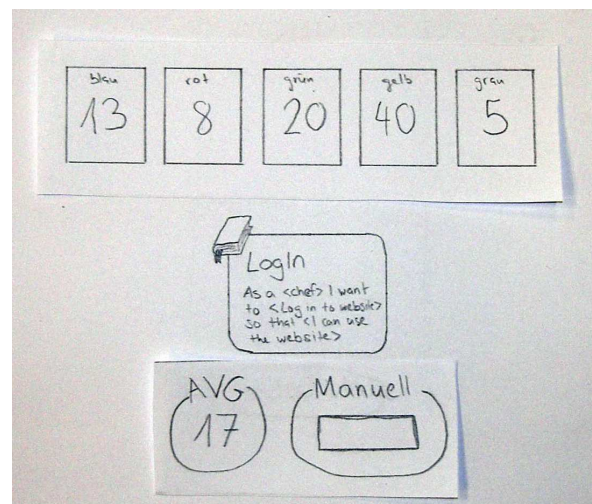 blau rot grün gelb grau
13 8 20 40 5
LogIn
As a <chef> I want
to <Log in to website>
so that <I can use
the website>
AVG Manuell
17